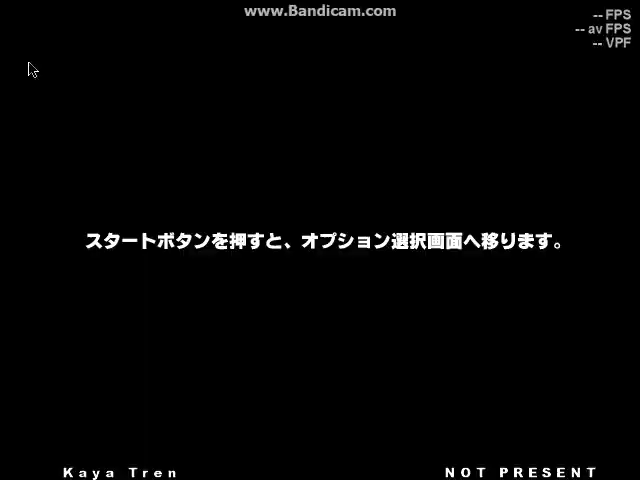 www.Bandicam.com
-- FPS
-- av FPS
-- VPF
スタートボタンを押すと、オプション選択画面へ移ります。
Kaya Tren
NOT PRESENT